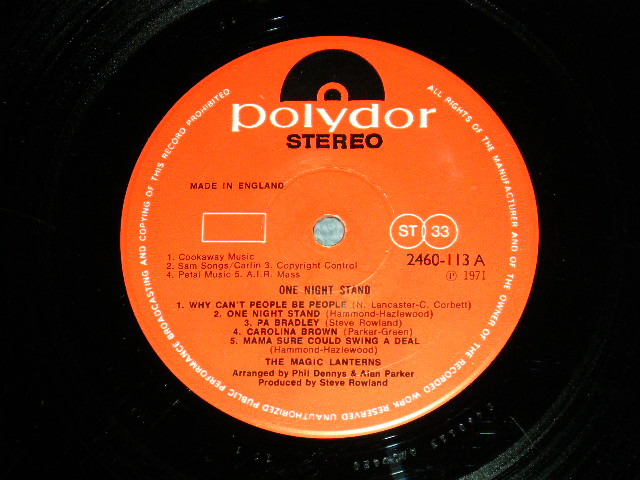 polydor
STEREO
MADE IN ENGLAND
ST 33
2460-113 A
℗ 1971
1. Cookaway Music
2. Sam Songs/Carlin 3. Copyright Control
4. Petal Music 5. A.I.R. Mass
ONE NIGHT STAND
1. WHY CAN'T PEOPLE BE PEOPLE (N. Lancaster-C. Corbett)
2. ONE NIGHT STAND (Hammond-Hazlewood)
3. PA BRADLEY (Steve Rowland)
4. CAROLINA BROWN (Parker-Green)
5. MAMA SURE COULD SWING A DEAL
(Hammond-Hazlewood)
THE MAGIC LANTERNS
Arranged by Phil Dennys & Alan Parker
Produced by Steve Rowland
ALL RIGHTS OF THE MANUFACTURER AND OF THE OWNER OF THE RECORDED WORK RESERVED UNAUTHORIZED PUBLIC PERFORMANCE BROADCASTING AND COPYING OF THIS RECORD PROHIBITED